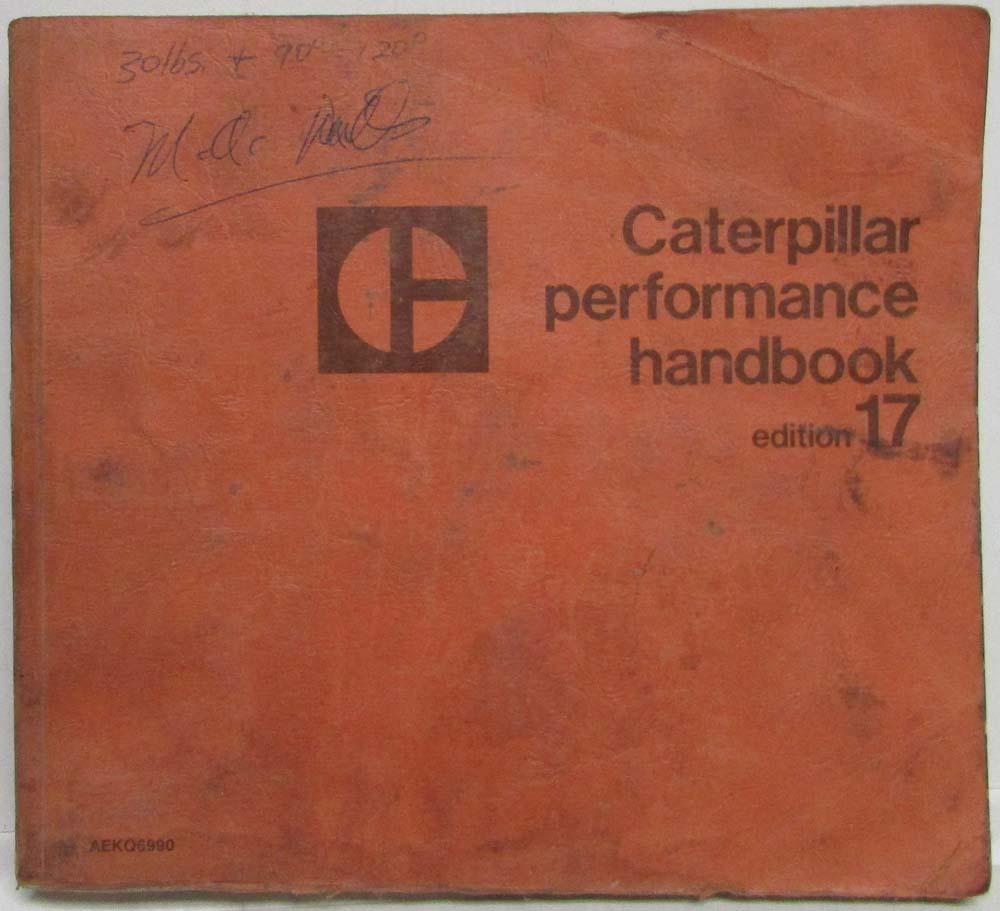 30lbs. + 90° 120°
Caterpillar
performance
handbook
edition 17
AEKQ6990